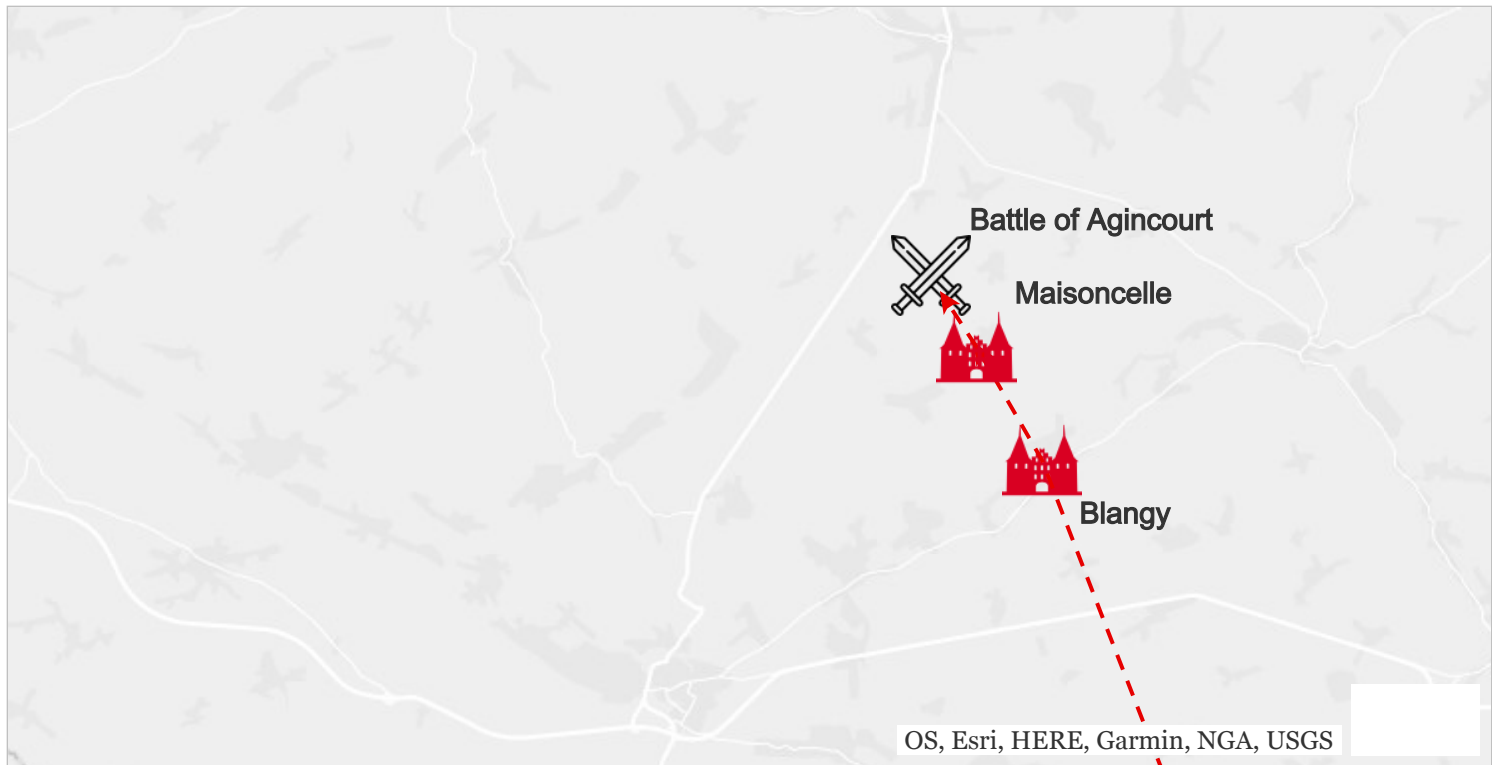 Battle of Agincourt
Maisoncelle
Blangy
OS, Esri, HERE, Garmin, NGA, USGS